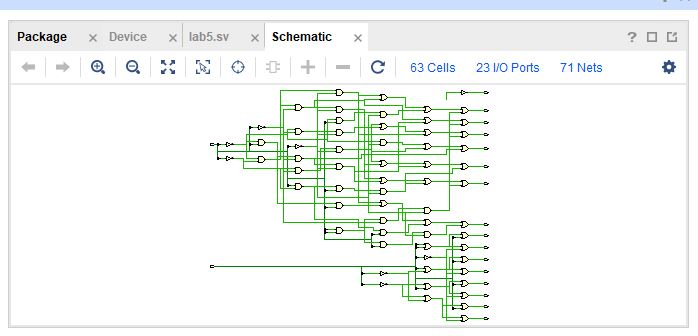 Package Device lab5.sv Schematic
63 Cells 23 I/O Ports 71 Nets